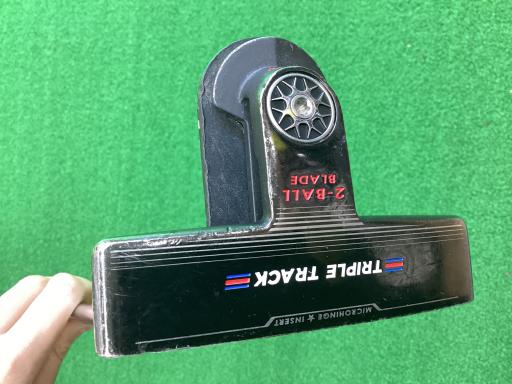 MICROHINGE ★ INSERT
TRIPLE TRACK
2-BALL
BLADE